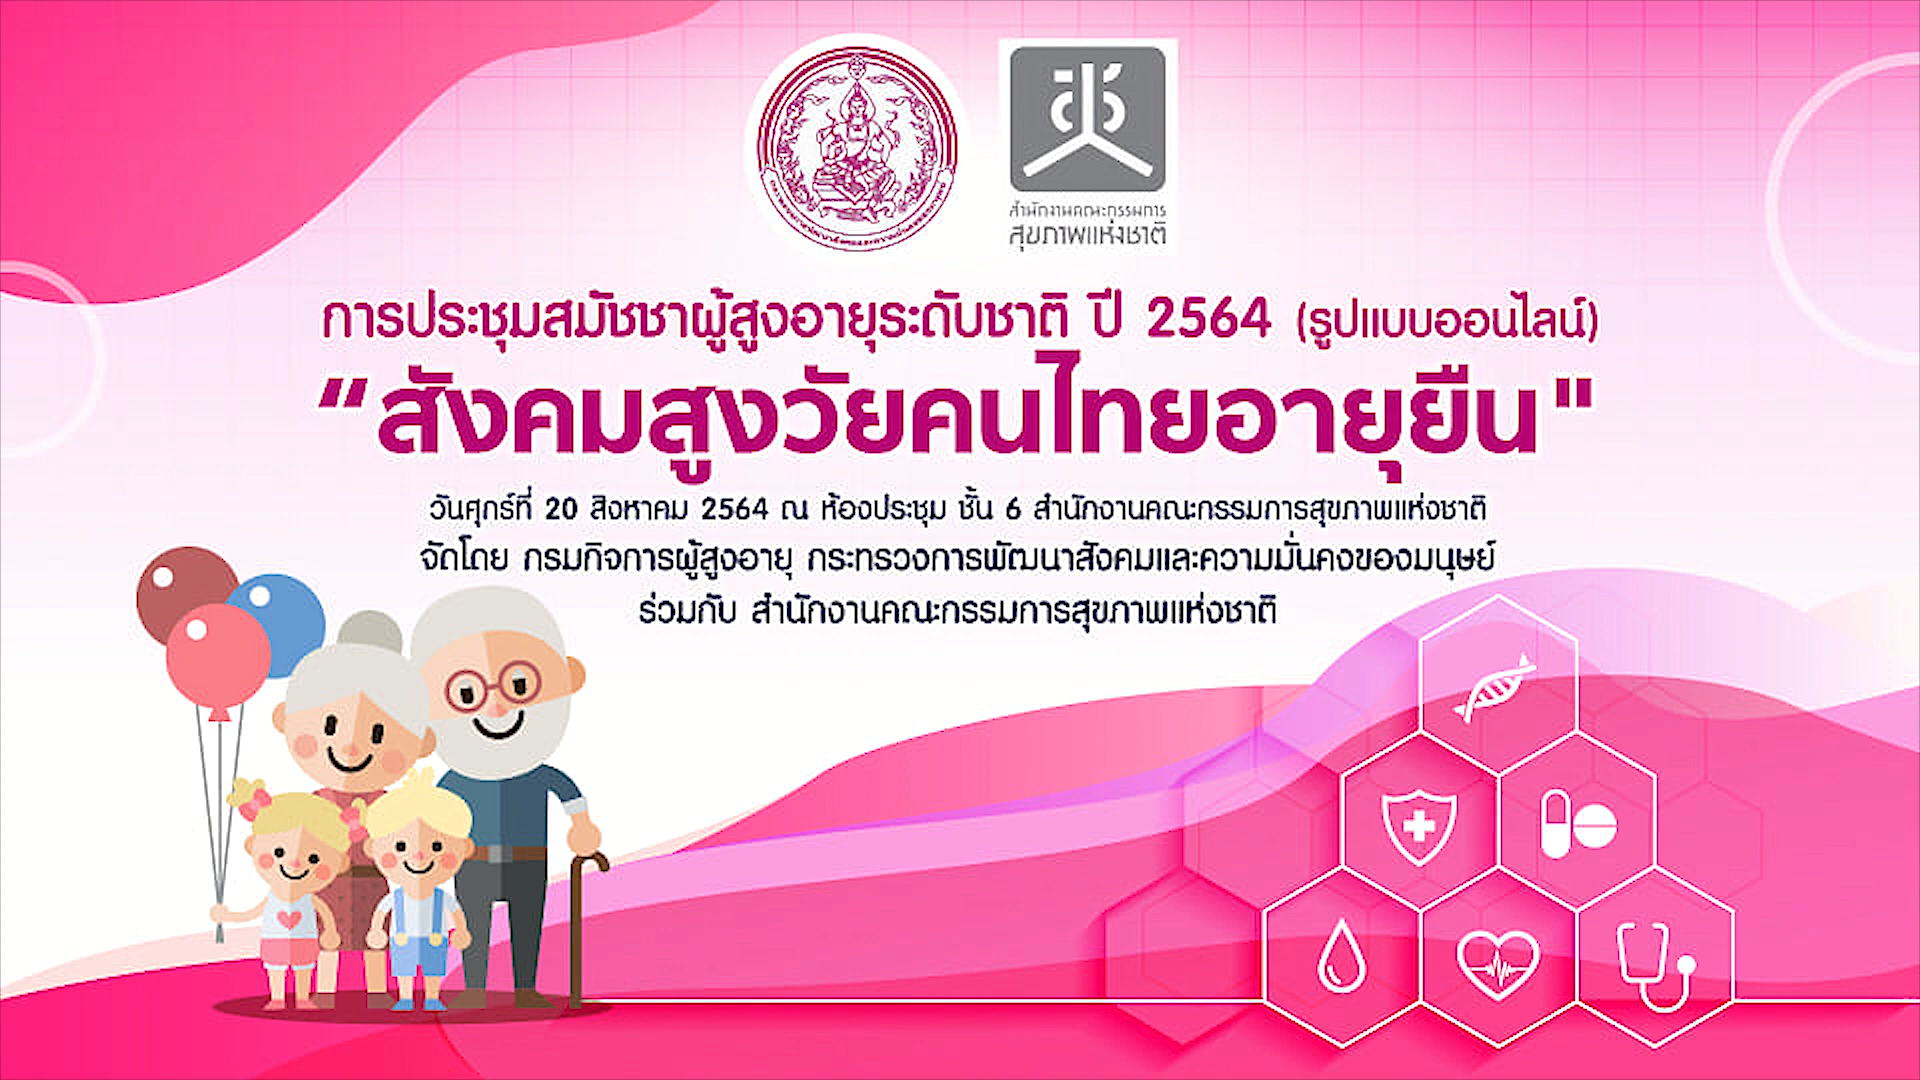 สำนักงานคณะกรรมการ
สุขภาพแห่งชาติ
การประชุมสมัชชาผู้สูงอายุระดับชาติ ปี 2564 (รูปแบบออนไลน์)
“สังคมสูงวัยคนไทยอายุยืน"
วันศุกร์ที่ 20 สิงหาคม 2564 ณ ห้องประชุม ชั้น 6 สำนักงานคณะกรรมการสุขภาพแห่งชาติ
จัดโดย กรมกิจการผู้สูงอายุ กระทรวงการพัฒนาสังคมและความมั่นคงของมนุษย์
ร่วมกับ สำนักงานคณะกรรมการสุขภาพแห่งชาติ